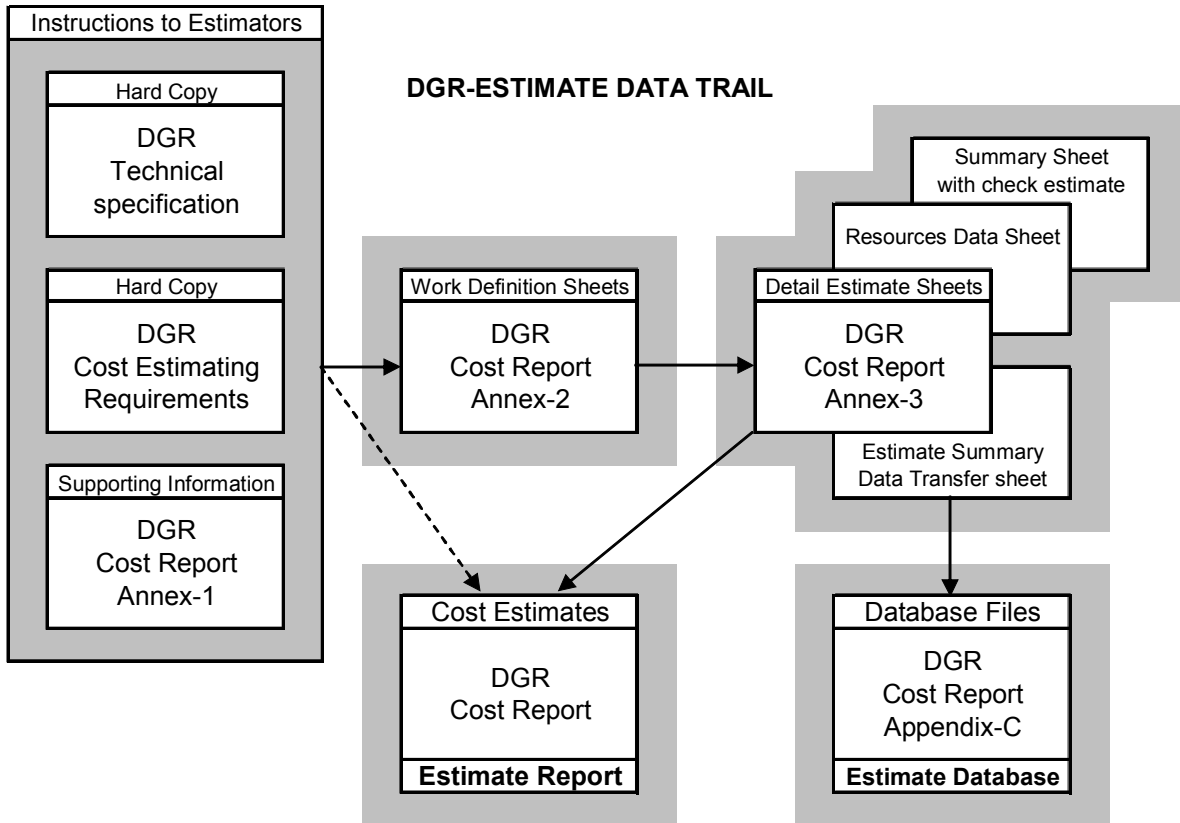 Instructions to Estimators
Hard Copy
DGR
Technical
specification
Hard Copy
DGR
Cost Estimating
Requirements
Supporting Information
DGR
Cost Report
Annex-1
DGR-ESTIMATE DATA TRAIL
Work Definition Sheets
DGR
Cost Report
Annex-2
Summary Sheet
with check estimate
Resources Data Sheet
Detail Estimate Sheets
DGR
Cost Report
Annex-3
Estimate Summary
Data Transfer sheet
Cost Estimates
DGR
Cost Report
Estimate Report
Database Files
DGR
Cost Report
Appendix-C
Estimate Database